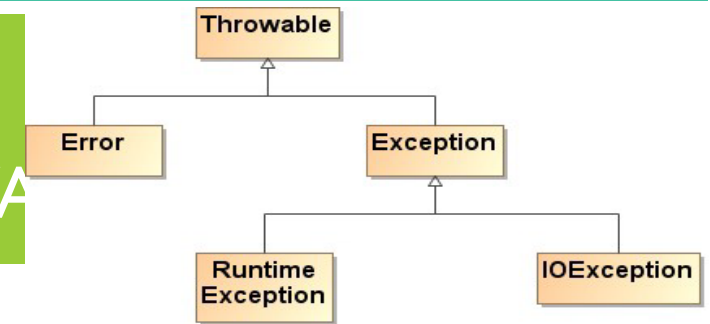 Throwable
Error
Exception
A
Runtime
Exception
IOException